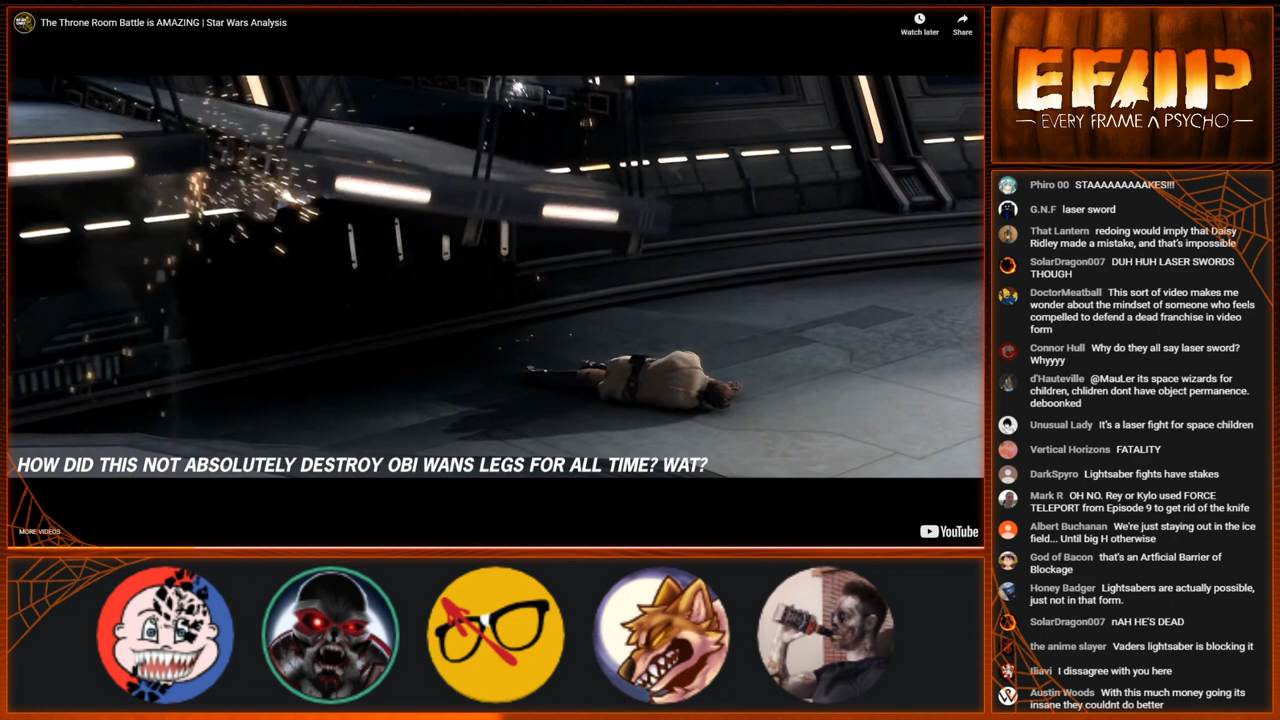 The Throne Room Battle is AMAZING | Star Wars Analysis
Watch later
Share
HOW DID THIS NOT ABSOLUTELY DESTROY OBI WANS LEGS FOR ALL TIME? WAT?
MORE VIDEOS
YouTube
EFAP
EVERY FRAME A PSYCHO
Phiro 00 STAAAAAAAAAKES!!!
G.N.F laser sword
That Lantern redoing would imply that Daisy
Ridley made a mistake, and that's impossible
SolarDragon007 DUH HUH LASER SWORDS
THOUGH
DoctorMeatball This sort of video makes me
wonder about the mindset of someone who feels
compelled to defend a dead franchise in video
form
Connor Hull Why do they all say laser sword?
Whyyyy
d'Hauteville @MauLer its space wizards for
children, chlidren dont have object permanence.
deboonked
Unusual Lady It's a laser fight for space children
Vertical Horizons FATALITY
DarkSpyro Lightsaber fights have stakes
Mark R OH NO. Rey or Kylo used FORCE
TELEPORT from Episode 9 to get rid of the knife
Albert Buchanan We're just staying out in the ice
field... Until big H otherwise
God of Bacon that's an Artficial Barrier of
Blockage
Honey Badger Lightsabers are actually possible,
just not in that form.
SolarDragon007 nAH HE'S DEAD
the anime slayer Vaders lightsaber is blocking it
Iliavi I dissagree with you here
Austin Woods With this much money going its
insane they couldnt do better